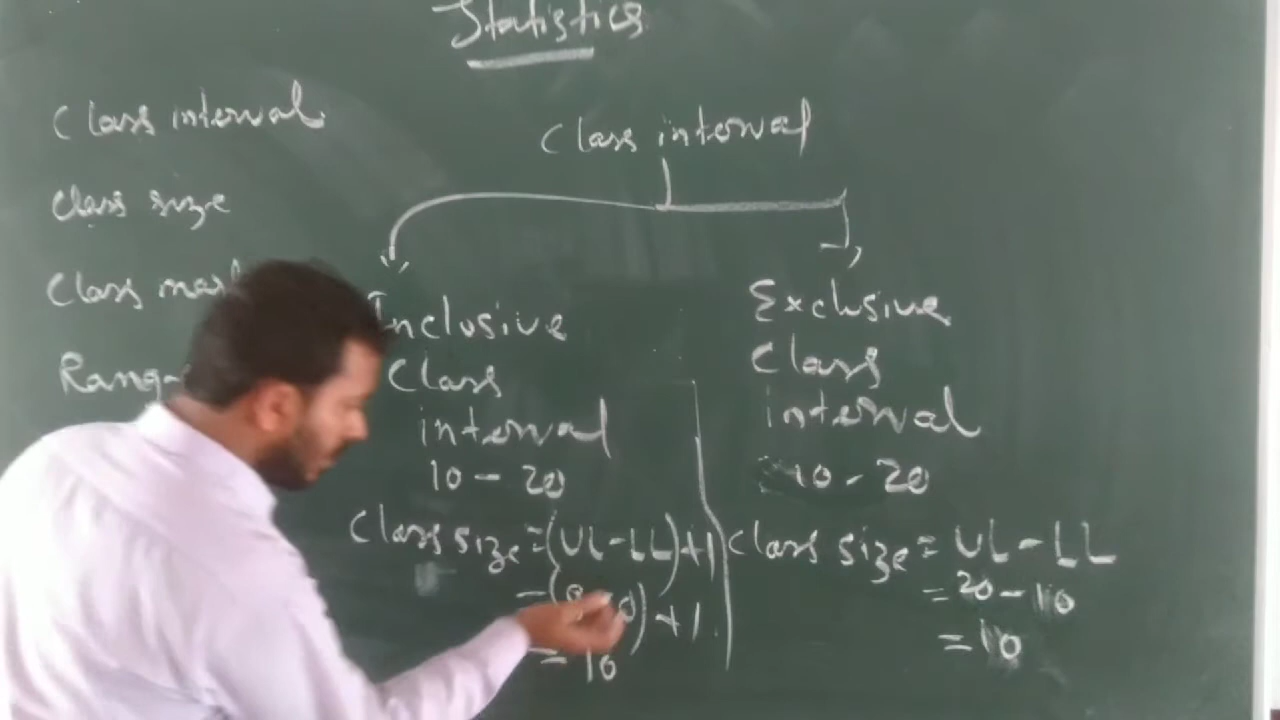 Statistics
Class interval
Class size
Class
Class interval
Inclusive
Class
interval
10 - 20
Class size = (UL - LL) + 1
+ 1
= 10
Exclusive
Class
interval
10 - 20
Class size = UL - LL
= 20 - 10
= 10